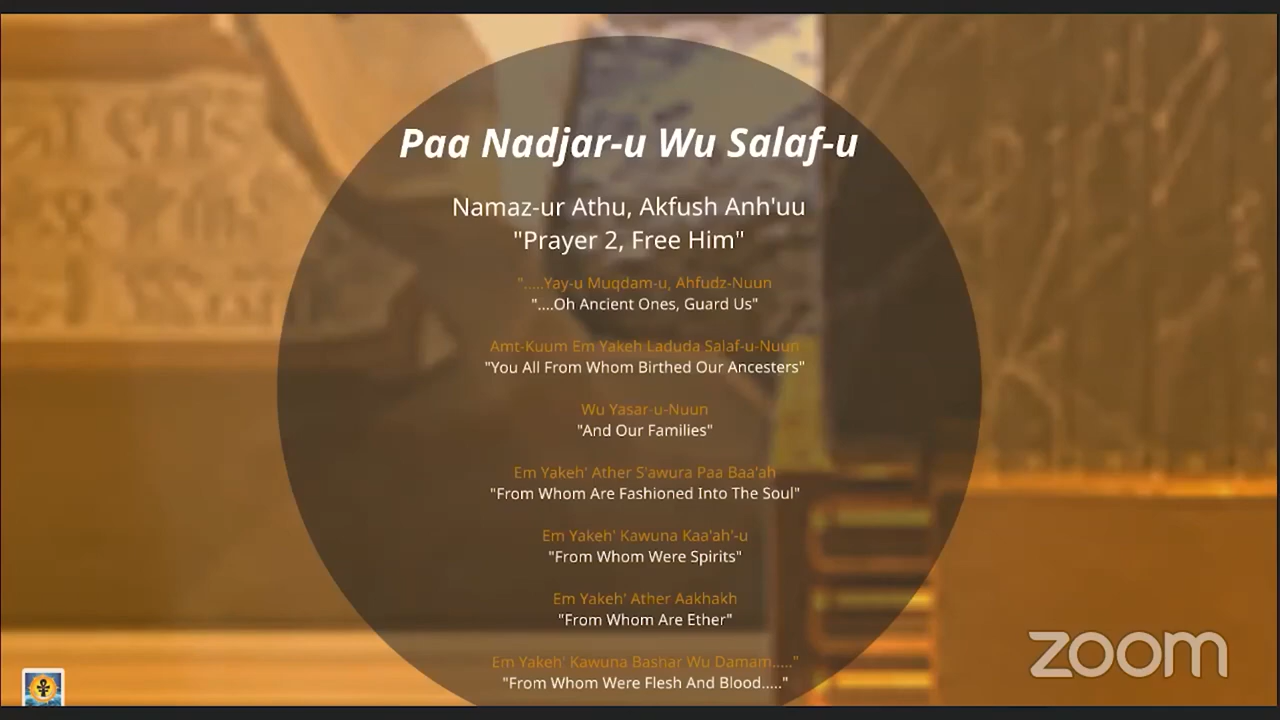 Paa Nadjar-u Wu Salaf-u
Namaz-ur Athu, Akfush Anh'uu
"Prayer 2, Free Him"
".....Yay-u Muqdam-u, Ahfudz-Nuun
"....Oh Ancient Ones, Guard Us"
Amt-Kuum Em Yakeh Laduda Salaf-u-Nuun
"You All From Whom Birthed Our Ancesters"
Wu Yasar-u-Nuun
"And Our Families"
Em Yakeh' Ather S'awura Paa Baa'ah
"From Whom Are Fashioned Into The Soul"
Em Yakeh' Kawuna Kaa'ah'-u
"From Whom Were Spirits"
Em Yakeh' Ather Aakhakh
"From Whom Are Ether"
Em Yakeh' Kawuna Bashar Wu Damam....."
"From Whom Were Flesh And Blood....."
zoom